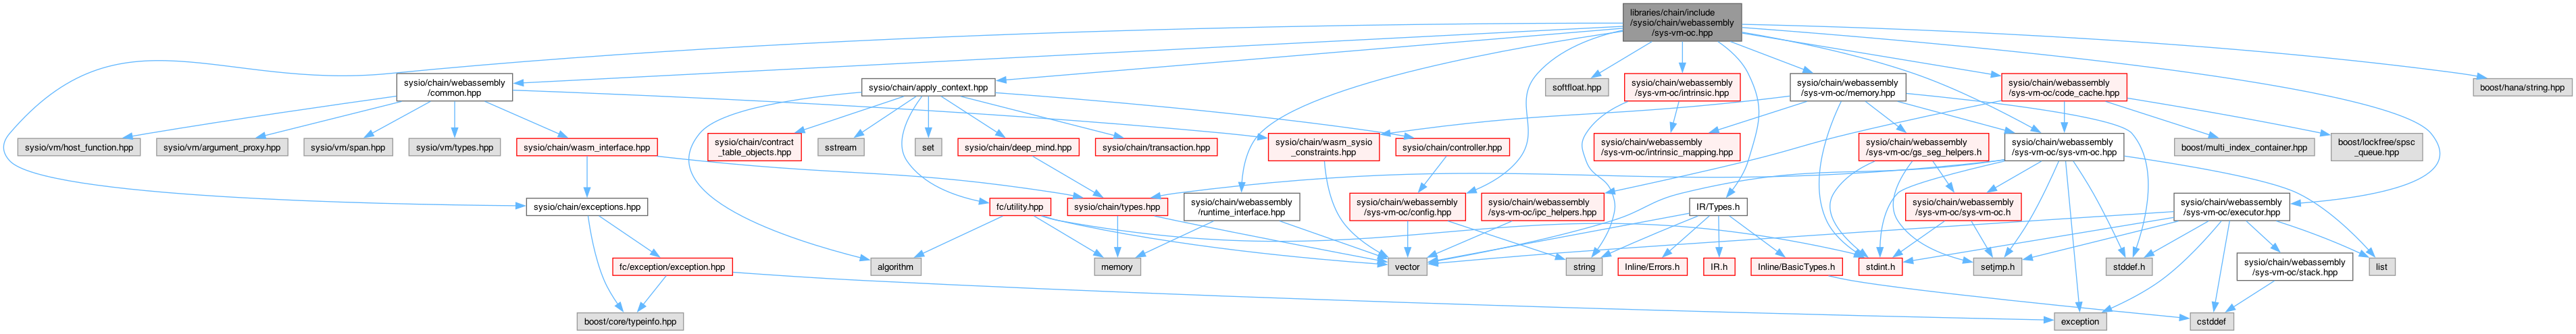 libraries/chain/include
/sysio/chain/webassembly
/sys-vm-oc.hpp
sysio/chain/webassembly
/common.hpp
sysio/chain/apply_context.hpp
softfloat.hpp
sysio/chain/webassembly
/sys-vm-oc/intrinsic.hpp
sysio/chain/webassembly
/sys-vm-oc/memory.hpp
sysio/chain/webassembly
/sys-vm-oc/code_cache.hpp
boost/hana/string.hpp
sysio/vm/host_function.hpp
sysio/vm/argument_proxy.hpp
sysio/vm/span.hpp
sysio/vm/types.hpp
sysio/chain/wasm_interface.hpp
sysio/chain/contract
_table_objects.hpp
sstream
set
sysio/chain/deep_mind.hpp
sysio/chain/transaction.hpp
sysio/chain/wasm_sysio
_constraints.hpp
sysio/chain/controller.hpp
sysio/chain/webassembly
/sys-vm-oc/intrinsic_mapping.hpp
sysio/chain/webassembly
/sys-vm-oc/gs_seg_helpers.h
sysio/chain/webassembly
/sys-vm-oc/sys-vm-oc.hpp
boost/multi_index_container.hpp
boost/lockfree/spsc
_queue.hpp
sysio/chain/exceptions.hpp
fc/utility.hpp
sysio/chain/types.hpp
sysio/chain/webassembly
/runtime_interface.hpp
sysio/chain/webassembly
/sys-vm-oc/config.hpp
sysio/chain/webassembly
/sys-vm-oc/ipc_helpers.hpp
IR/Types.h
sysio/chain/webassembly
/sys-vm-oc/sys-vm-oc.h
sysio/chain/webassembly
/sys-vm-oc/executor.hpp
fc/exception/exception.hpp
algorithm
memory
vector
string
Inline/Errors.h
IR.h
Inline/BasicTypes.h
stdint.h
setjmp.h
stddef.h
sysio/chain/webassembly
/sys-vm-oc/stack.hpp
list
boost/core/typeinfo.hpp
exception
cstddef